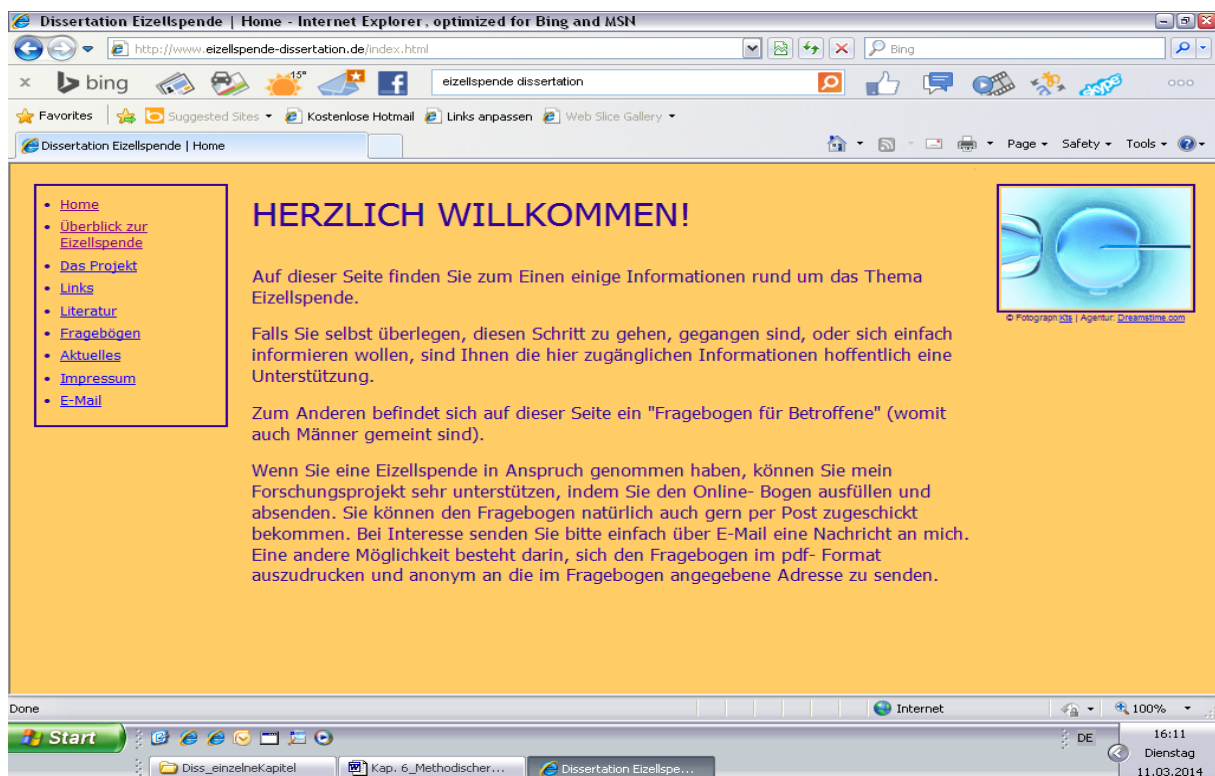 Dissertation Eizellspende | Home - Internet Explorer, optimized for Bing and MSN
http://www.eizellspende-dissertation.de/index.html
Bing
bing
15°
eizellspende dissertation
Favorites
Suggested Sites
Kostenlose Hotmail
Links anpassen
Web Slice Gallery
Dissertation Eizellspende | Home
Page
Safety
Tools
Home
Überblick zur
Eizellspende
Das Projekt
Links
Literatur
Fragebögen
Aktuelles
Impressum
E-Mail
HERZLICH WILLKOMMEN!
Auf dieser Seite finden Sie zum Einen einige Informationen rund um das Thema
Eizellspende.
Falls Sie selbst überlegen, diesen Schritt zu gehen, gegangen sind, oder sich einfach
informieren wollen, sind Ihnen die hier zugänglichen Informationen hoffentlich eine
Unterstützung.
Zum Anderen befindet sich auf dieser Seite ein "Fragebogen für Betroffene" (womit
auch Männer gemeint sind).
Wenn Sie eine Eizellspende in Anspruch genommen haben, können Sie mein
Forschungsprojekt sehr unterstützen, indem Sie den Online- Bogen ausfüllen und
absenden. Sie können den Fragebogen natürlich auch gern per Post zugeschickt
bekommen. Bei Interesse senden Sie bitte einfach über E-Mail eine Nachricht an mich.
Eine andere Möglichkeit besteht darin, sich den Fragebogen im pdf- Format
auszudrucken und anonym an die im Fragebogen angegebene Adresse zu senden.
© Fotograph Kts | Agentur: Dreamstime.com
Done
Internet
100%
Start
DE
16:11
Dienstag
11.03.2014
Diss_einzelneKapitel
Kap. 6_Methodischer...
Dissertation Eizellspe...